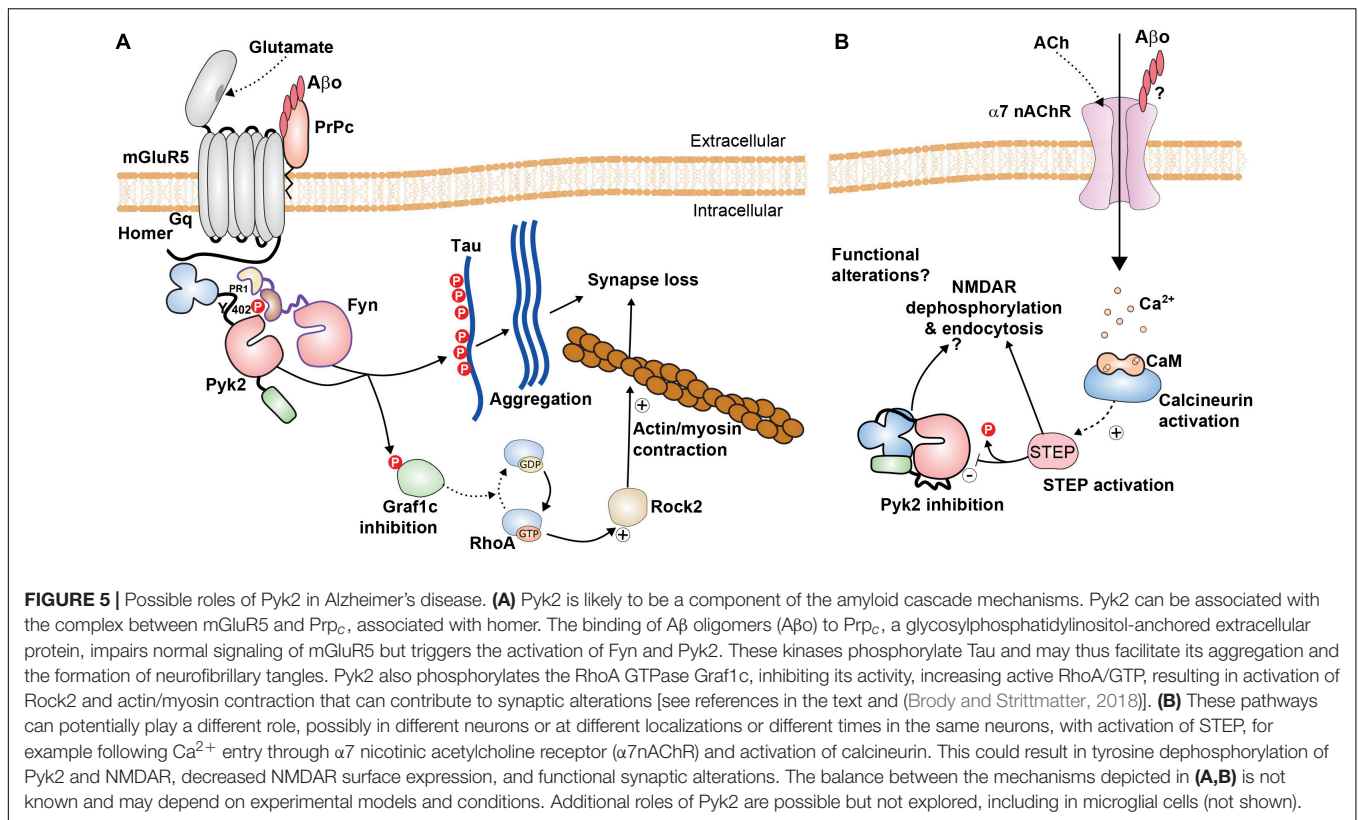 A
Glutamate
Aβo
PrPc
mGluR5
Gq
Homer
PR1
Y 402 P
Fyn
Pyk2
Tau
P
P
P
P
P
P
Aggregation
Synapse loss
Extracellular
Intracellular
P
Graf1c
inhibition
GDP
RhoA
GTP
+
Rock2
+
Actin/myosin
contraction
B
ACh
Aβo
?
α7 nAChR
Functional
alterations?
NMDAR
dephosphorylation
& endocytosis
?
Ca2+
CaM
Calcineurin
activation
+
P
STEP
-
Pyk2 inhibition
STEP activation
FIGURE 5 | Possible roles of Pyk2 in Alzheimer’s disease. (A) Pyk2 is likely to be a component of the amyloid cascade mechanisms. Pyk2 can be associated with
the complex between mGluR5 and Prpc, associated with homer. The binding of Aβ oligomers (Aβo) to Prpc, a glycosylphosphatidylinositol-anchored extracellular
protein, impairs normal signaling of mGluR5 but triggers the activation of Fyn and Pyk2. These kinases phosphorylate Tau and may thus facilitate its aggregation and
the formation of neurofibrillary tangles. Pyk2 also phosphorylates the RhoA GTPase Graf1c, inhibiting its activity, increasing active RhoA/GTP, resulting in activation of
Rock2 and actin/myosin contraction that can contribute to synaptic alterations [see references in the text and (Brody and Strittmatter, 2018)]. (B) These pathways
can potentially play a different role, possibly in different neurons or at different localizations or different times in the same neurons, with activation of STEP, for
example following Ca2+ entry through α7 nicotinic acetylcholine receptor (α7nAChR) and activation of calcineurin. This could result in tyrosine dephosphorylation of
Pyk2 and NMDAR, decreased NMDAR surface expression, and functional synaptic alterations. The balance between the mechanisms depicted in (A,B) is not
known and may depend on experimental models and conditions. Additional roles of Pyk2 are possible but not explored, including in microglial cells (not shown).